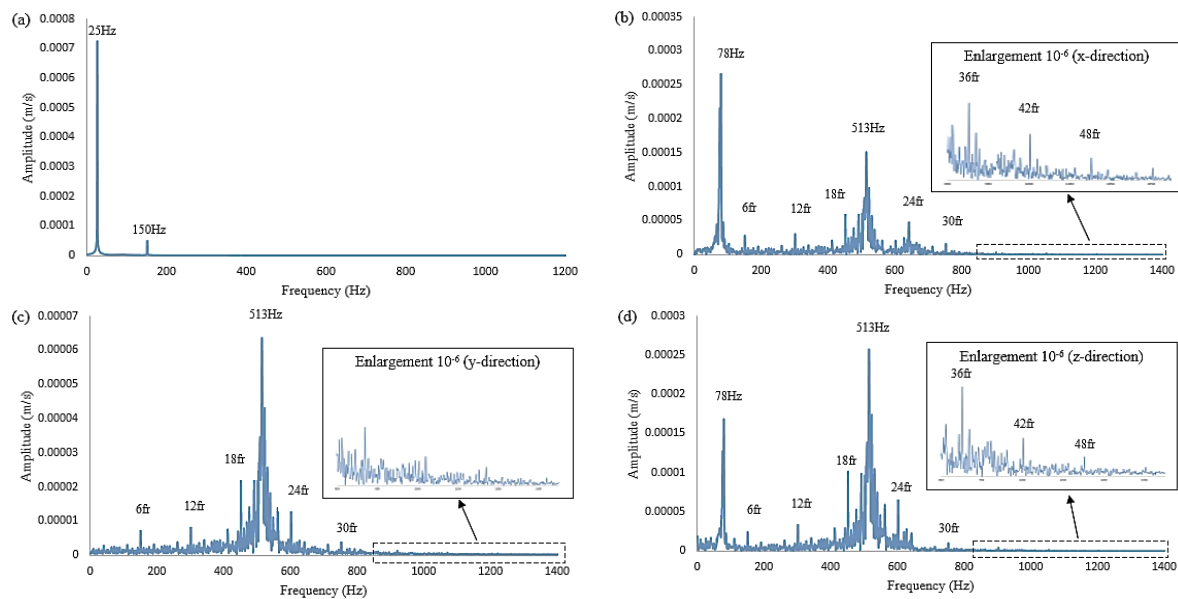 (a)
0.0008
0.0007
0.0006
0.0005
0.0004
0.0003
0.0002
0.0001
0
Amplitude (m/s)
25Hz
150Hz
0 200 400 600 800 1000 1200
Frequency (Hz)
(b)
0.00035
0.0003
0.00025
0.0002
0.00015
0.0001
0.00005
0
Amplitude (m/s)
78Hz
6fr
12fr
18fr
513Hz
24fr
30fr
Enlargement 10⁻⁶ (x-direction)
36fr
42fr
48fr
0 200 400 600 800 1000 1200 1400
Frequency (Hz)
(c)
0.00007
0.00006
0.00005
0.00004
0.00003
0.00002
0.00001
0
Amplitude (m/s)
6fr
12fr
18fr
513Hz
24fr
30fr
Enlargement 10⁻⁶ (y-direction)
0 200 400 600 800 1000 1200 1400
Frequency (Hz)
(d)
0.0003
0.00025
0.0002
0.00015
0.0001
0.00005
0
Amplitude (m/s)
78Hz
6fr
12fr
18fr
513Hz
24fr
30fr
Enlargement 10⁻⁶ (z-direction)
36fr
42fr
48fr
0 200 400 600 800 1000 1200 1400
Frequency (Hz)